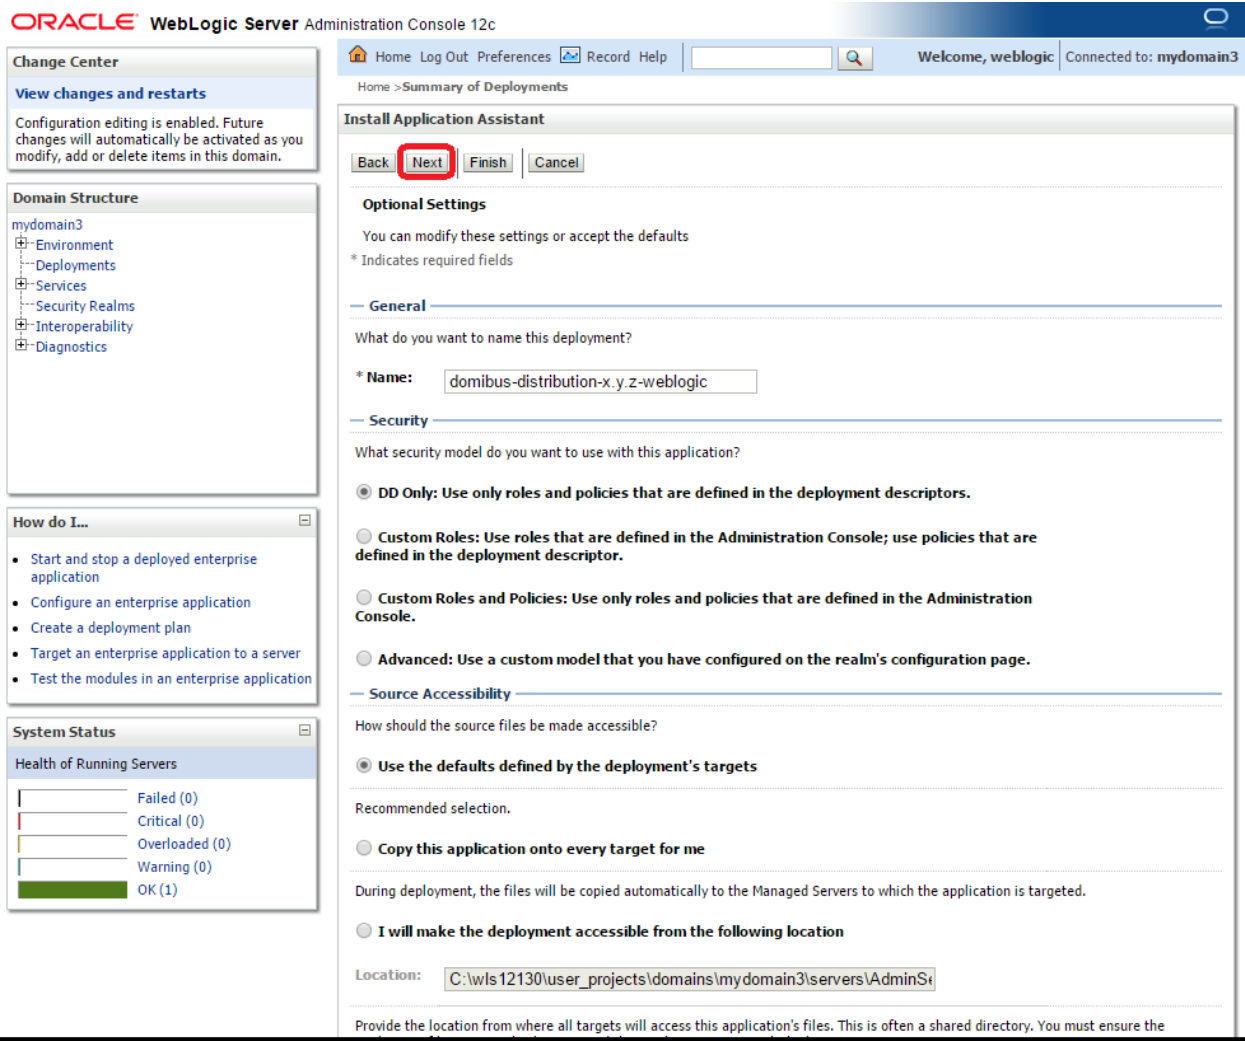 ORACLE WebLogic Server Administration Console 12c
Change Center
View changes and restarts
Configuration editing is enabled. Future
changes will automatically be activated as you
modify, add or delete items in this domain.
Domain Structure
mydomain3
Environment
Deployments
Services
Security Realms
Interoperability
Diagnostics
How do I...
Start and stop a deployed enterprise
application
Configure an enterprise application
Create a deployment plan
Target an enterprise application to a server
Test the modules in an enterprise application
System Status
Health of Running Servers
Failed (0)
Critical (0)
Overloaded (0)
Warning (0)
OK (1)
Home Log Out Preferences Record Help
Welcome, weblogic Connected to: mydomain3
Home >Summary of Deployments
Install Application Assistant
Back Next Finish Cancel
Optional Settings
You can modify these settings or accept the defaults
* Indicates required fields
General
What do you want to name this deployment?
* Name: domibus-distribution-x.y.z-weblogic
Security
What security model do you want to use with this application?
DD Only: Use only roles and policies that are defined in the deployment descriptors.
Custom Roles: Use roles that are defined in the Administration Console; use policies that are
defined in the deployment descriptor.
Custom Roles and Policies: Use only roles and policies that are defined in the Administration
Console.
Advanced: Use a custom model that you have configured on the realm's configuration page.
Source Accessibility
How should the source files be made accessible?
Use the defaults defined by the deployment's targets
Recommended selection.
Copy this application onto every target for me
During deployment, the files will be copied automatically to the Managed Servers to which the application is targeted.
I will make the deployment accessible from the following location
Location: C:\wls12130\user_projects\domains\mydomain3\servers\AdminSe
Provide the location from where all targets will access this application's files. This is often a shared directory. You must ensure the